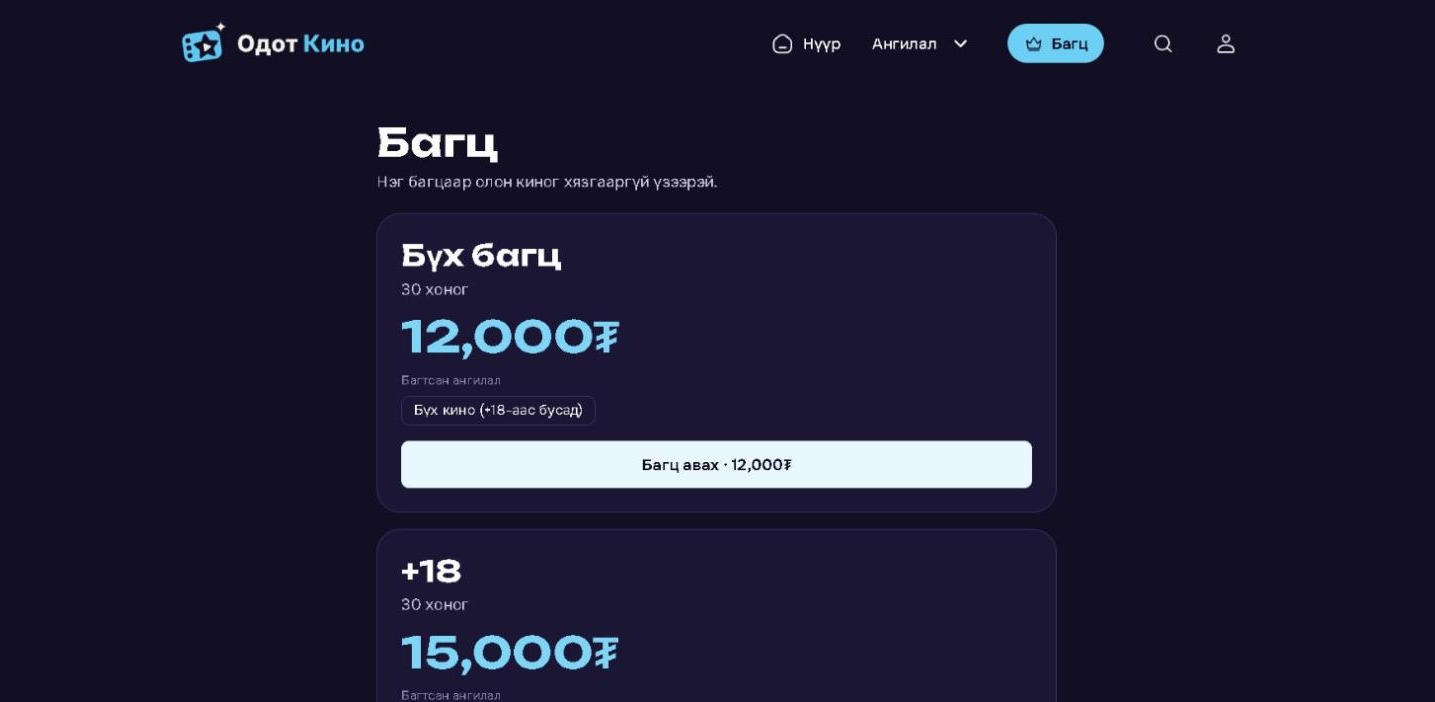 Одот Кино
Нүүр
Ангилал
Багц
Багц
Нэг багцаар олон киног хязгааргүй үзээрэй.
Бүх багц
30 хоног
12,000₮
Багтсан ангилал
Бүх кино (+18-аас бусад)
Багц авах · 12,000₮
+18
30 хоног
15,000₮
Багтсан ангилал